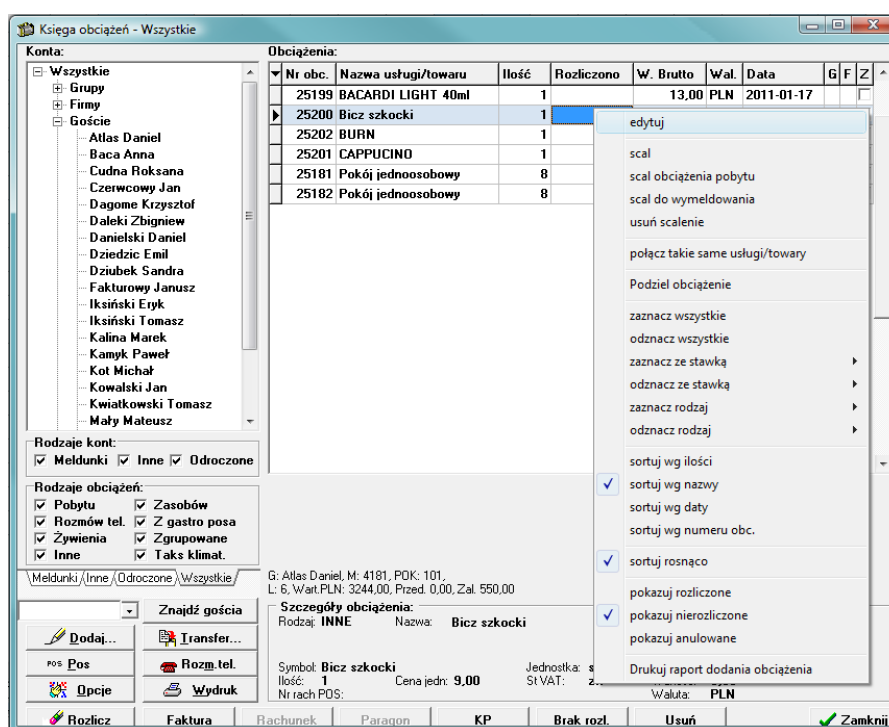 Księga obciążeń - Wszystkie
Konta:
Wszystkie
Grupy
Firmy
Goście
Atlas Daniel
Baca Anna
Cudna Roksana
Czerwcowy Jan
Dagome Krzysztof
Daleki Zbigniew
Danielski Daniel
Dziedzic Emil
Dziubek Sandra
Fakturowy Janusz
Iksiński Eryk
Iksiński Tomasz
Kalina Marek
Kamyk Paweł
Kot Michał
Kowalski Jan
Kwiatkowski Tomasz
Mały Mateusz
Rodzaje kont:
Meldunki Inne Odroczone
Rodzaje obciążeń:
Pobytu Zasobów
Rozmów tel. Z gastro posa
Żywienia Zgrupowane
Inne Taks klimat.
Meldunki Inne Odroczone Wszystkie
Znajdź gościa
Dodaj... Transfer...
POS Pos Rozm.tel.
Opcje Wydruk
Obciążenia:
Nr obc. Nazwa usługi/towaru Ilość Rozliczono W. Brutto Wal. Data G F Z
25199 BACARDI LIGHT 40ml 1 13,00 PLN 2011-01-17
25200 Bicz szkocki 1
25202 BURN 1
25201 CAPPUCINO 1
25181 Pokój jednoosobowy 8
25182 Pokój jednoosobowy 8
edytuj
scal
scal obciążenia pobytu
scal do wymeldowania
usuń scalenie
połącz takie same usługi/towary
Podziel obciążenie
zaznacz wszystkie
odznacz wszystkie
zaznacz ze stawką
odznacz ze stawką
zaznacz rodzaj
odznacz rodzaj
sortuj wg ilości
sortuj wg nazwy
sortuj wg daty
sortuj wg numeru obc.
sortuj rosnąco
pokazuj rozliczone
pokazuj nierozliczone
pokazuj anulowane
Drukuj raport dodania obciążenia
G: Atlas Daniel, M: 4181, POK: 101,
L: 6, Wart.PLN: 3244,00, Przed. 0,00, Zal. 550,00
Szczegóły obciążenia:
Rodzaj: INNE Nazwa: Bicz szkocki
Symbol: Bicz szkocki Jednostka:
Ilość: 1 Cena jedn: 9,00 St VAT:
Nr rach POS: Waluta: PLN
Rozlicz Faktura Rachunek Paragon KP Brak rozl. Usuń Zamknij